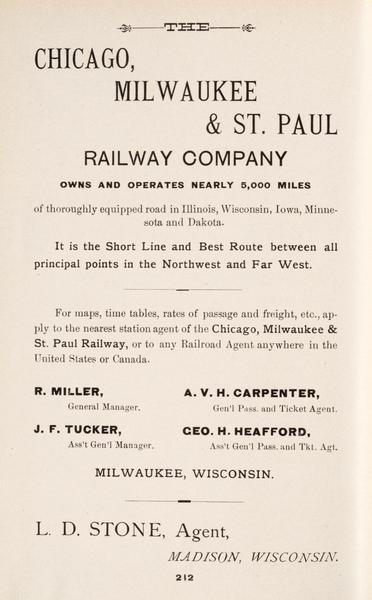 THE
CHICAGO,
MILWAUKEE
& ST. PAUL
RAILWAY COMPANY
OWNS AND OPERATES NEARLY 5,000 MILES
of thoroughly equipped road in Illinois, Wisconsin, Iowa, Minne-
sota and Dakota.
It is the Short Line and Best Route between all
principal points in the Northwest and Far West.
For maps, time tables, rates of passage and freight, etc., ap-
ply to the nearest station agent of the Chicago, Milwaukee &
St. Paul Railway, or to any Railroad Agent anywhere in the
United States or Canada.
R. MILLER, A. V. H. CARPENTER,
General Manager. Gen'l Pass. and Ticket Agent.
J. F. TUCKER, GEO. H. HEAFFORD,
Ass't Gen'l Manager. Ass't Gen'l Pass. and Tkt. Agt.
MILWAUKEE, WISCONSIN.
L. D. STONE, Agent,
MADISON, WISCONSIN.
212